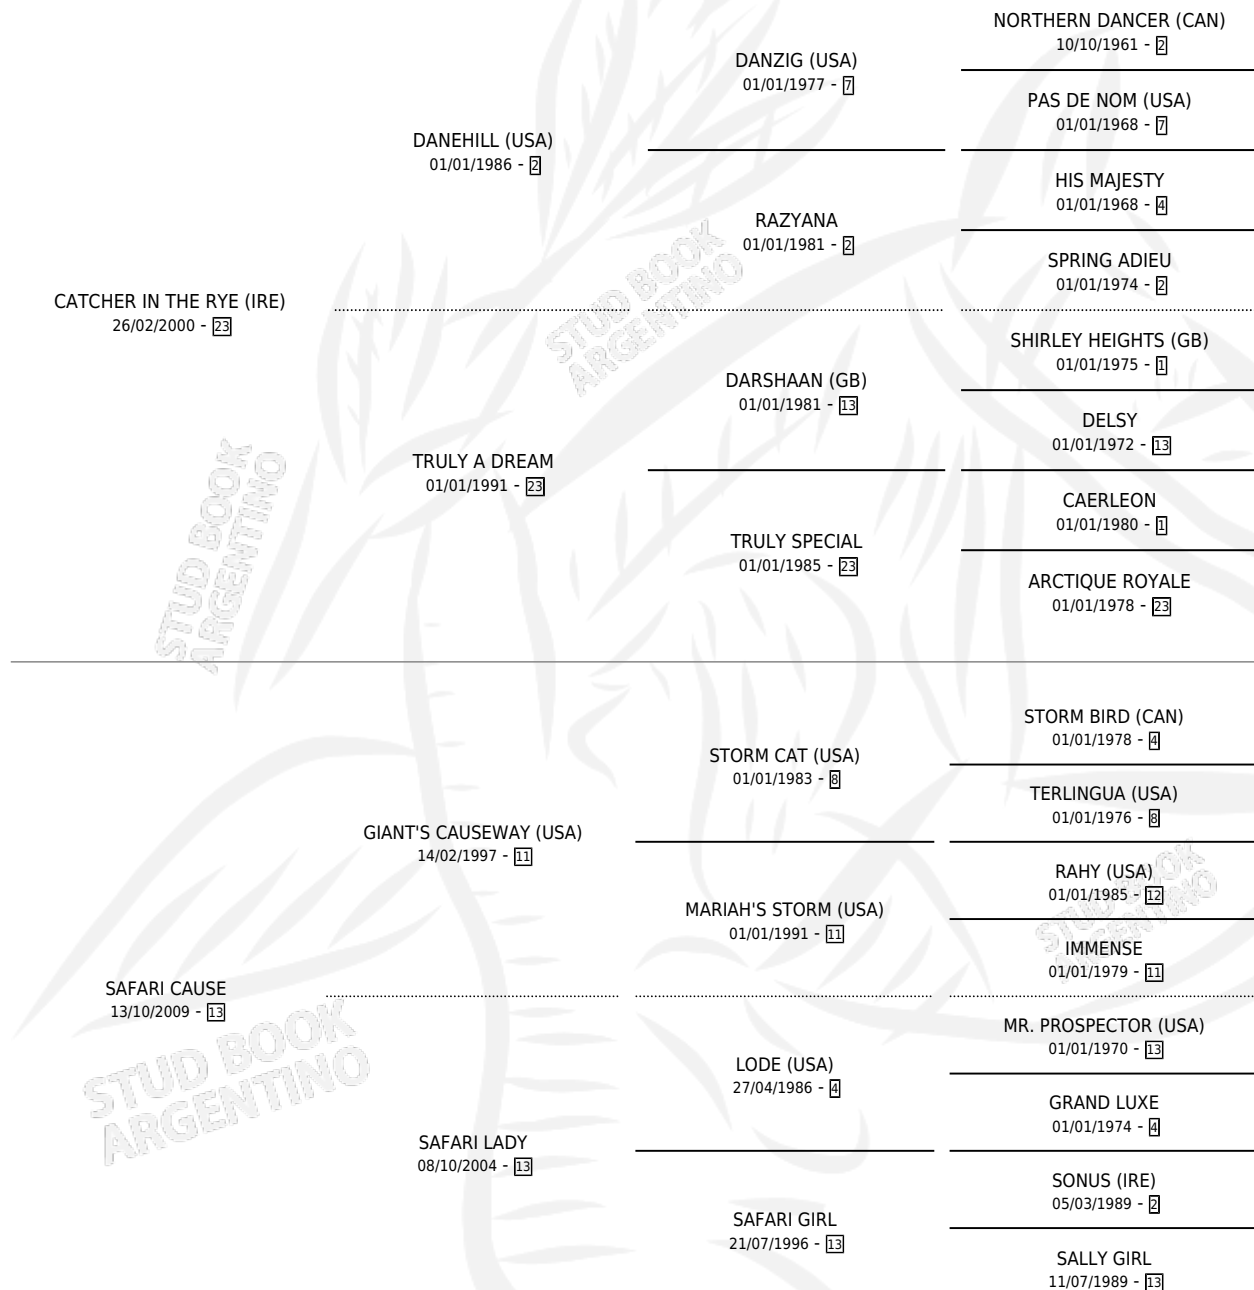 NORTHERN DANCER (CAN)
10/10/1961 - 2
DANZIG (USA)
01/01/1977 - 7
PAS DE NOM (USA)
01/01/1968 - 7
DANEHILL (USA)
01/01/1986 - 2
HIS MAJESTY
01/01/1968 - 4
RAZYANA
01/01/1981 - 2
SPRING ADIEU
01/01/1974 - 2
CATCHER IN THE RYE (IRE)
26/02/2000 - 23
SHIRLEY HEIGHTS (GB)
01/01/1975 - 1
DARSHAAN (GB)
01/01/1981 - 13
DELSY
01/01/1972 - 13
TRULY A DREAM
01/01/1991 - 23
CAERLEON
01/01/1980 - 1
TRULY SPECIAL
01/01/1985 - 23
ARCTIQUE ROYALE
01/01/1978 - 23
STORM BIRD (CAN)
01/01/1978 - 4
STORM CAT (USA)
01/01/1983 - 8
TERLINGUA (USA)
01/01/1976 - 8
GIANT'S CAUSEWAY (USA)
14/02/1997 - 11
RAHY (USA)
01/01/1985 - 12
MARIAH'S STORM (USA)
01/01/1991 - 11
IMMENSE
01/01/1979 - 11
SAFARI CAUSE
13/10/2009 - 13
MR. PROSPECTOR (USA)
01/01/1970 - 13
LODE (USA)
27/04/1986 - 4
GRAND LUXE
01/01/1974 - 4
SAFARI LADY
08/10/2004 - 13
SONUS (IRE)
05/03/1989 - 2
SAFARI GIRL
21/07/1996 - 13
SALLY GIRL
11/07/1989 - 13
STUD BOOK
ARGENTINO
STUD BOOK
ARGENTINO
STUD BOOK
ARGENTINO
STUD BOOK
ARGENTINO